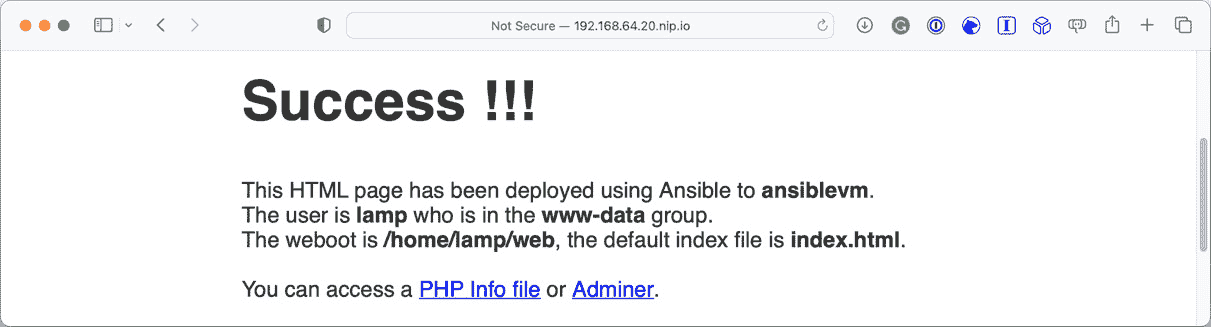 Not Secure — 192.168.64.20.nip.io
Success !!!
This HTML page has been deployed using Ansible to ansiblevm.
The user is lamp who is in the www-data group.
The weboot is /home/lamp/web, the default index file is index.html.
You can access a PHP Info file or Adminer.